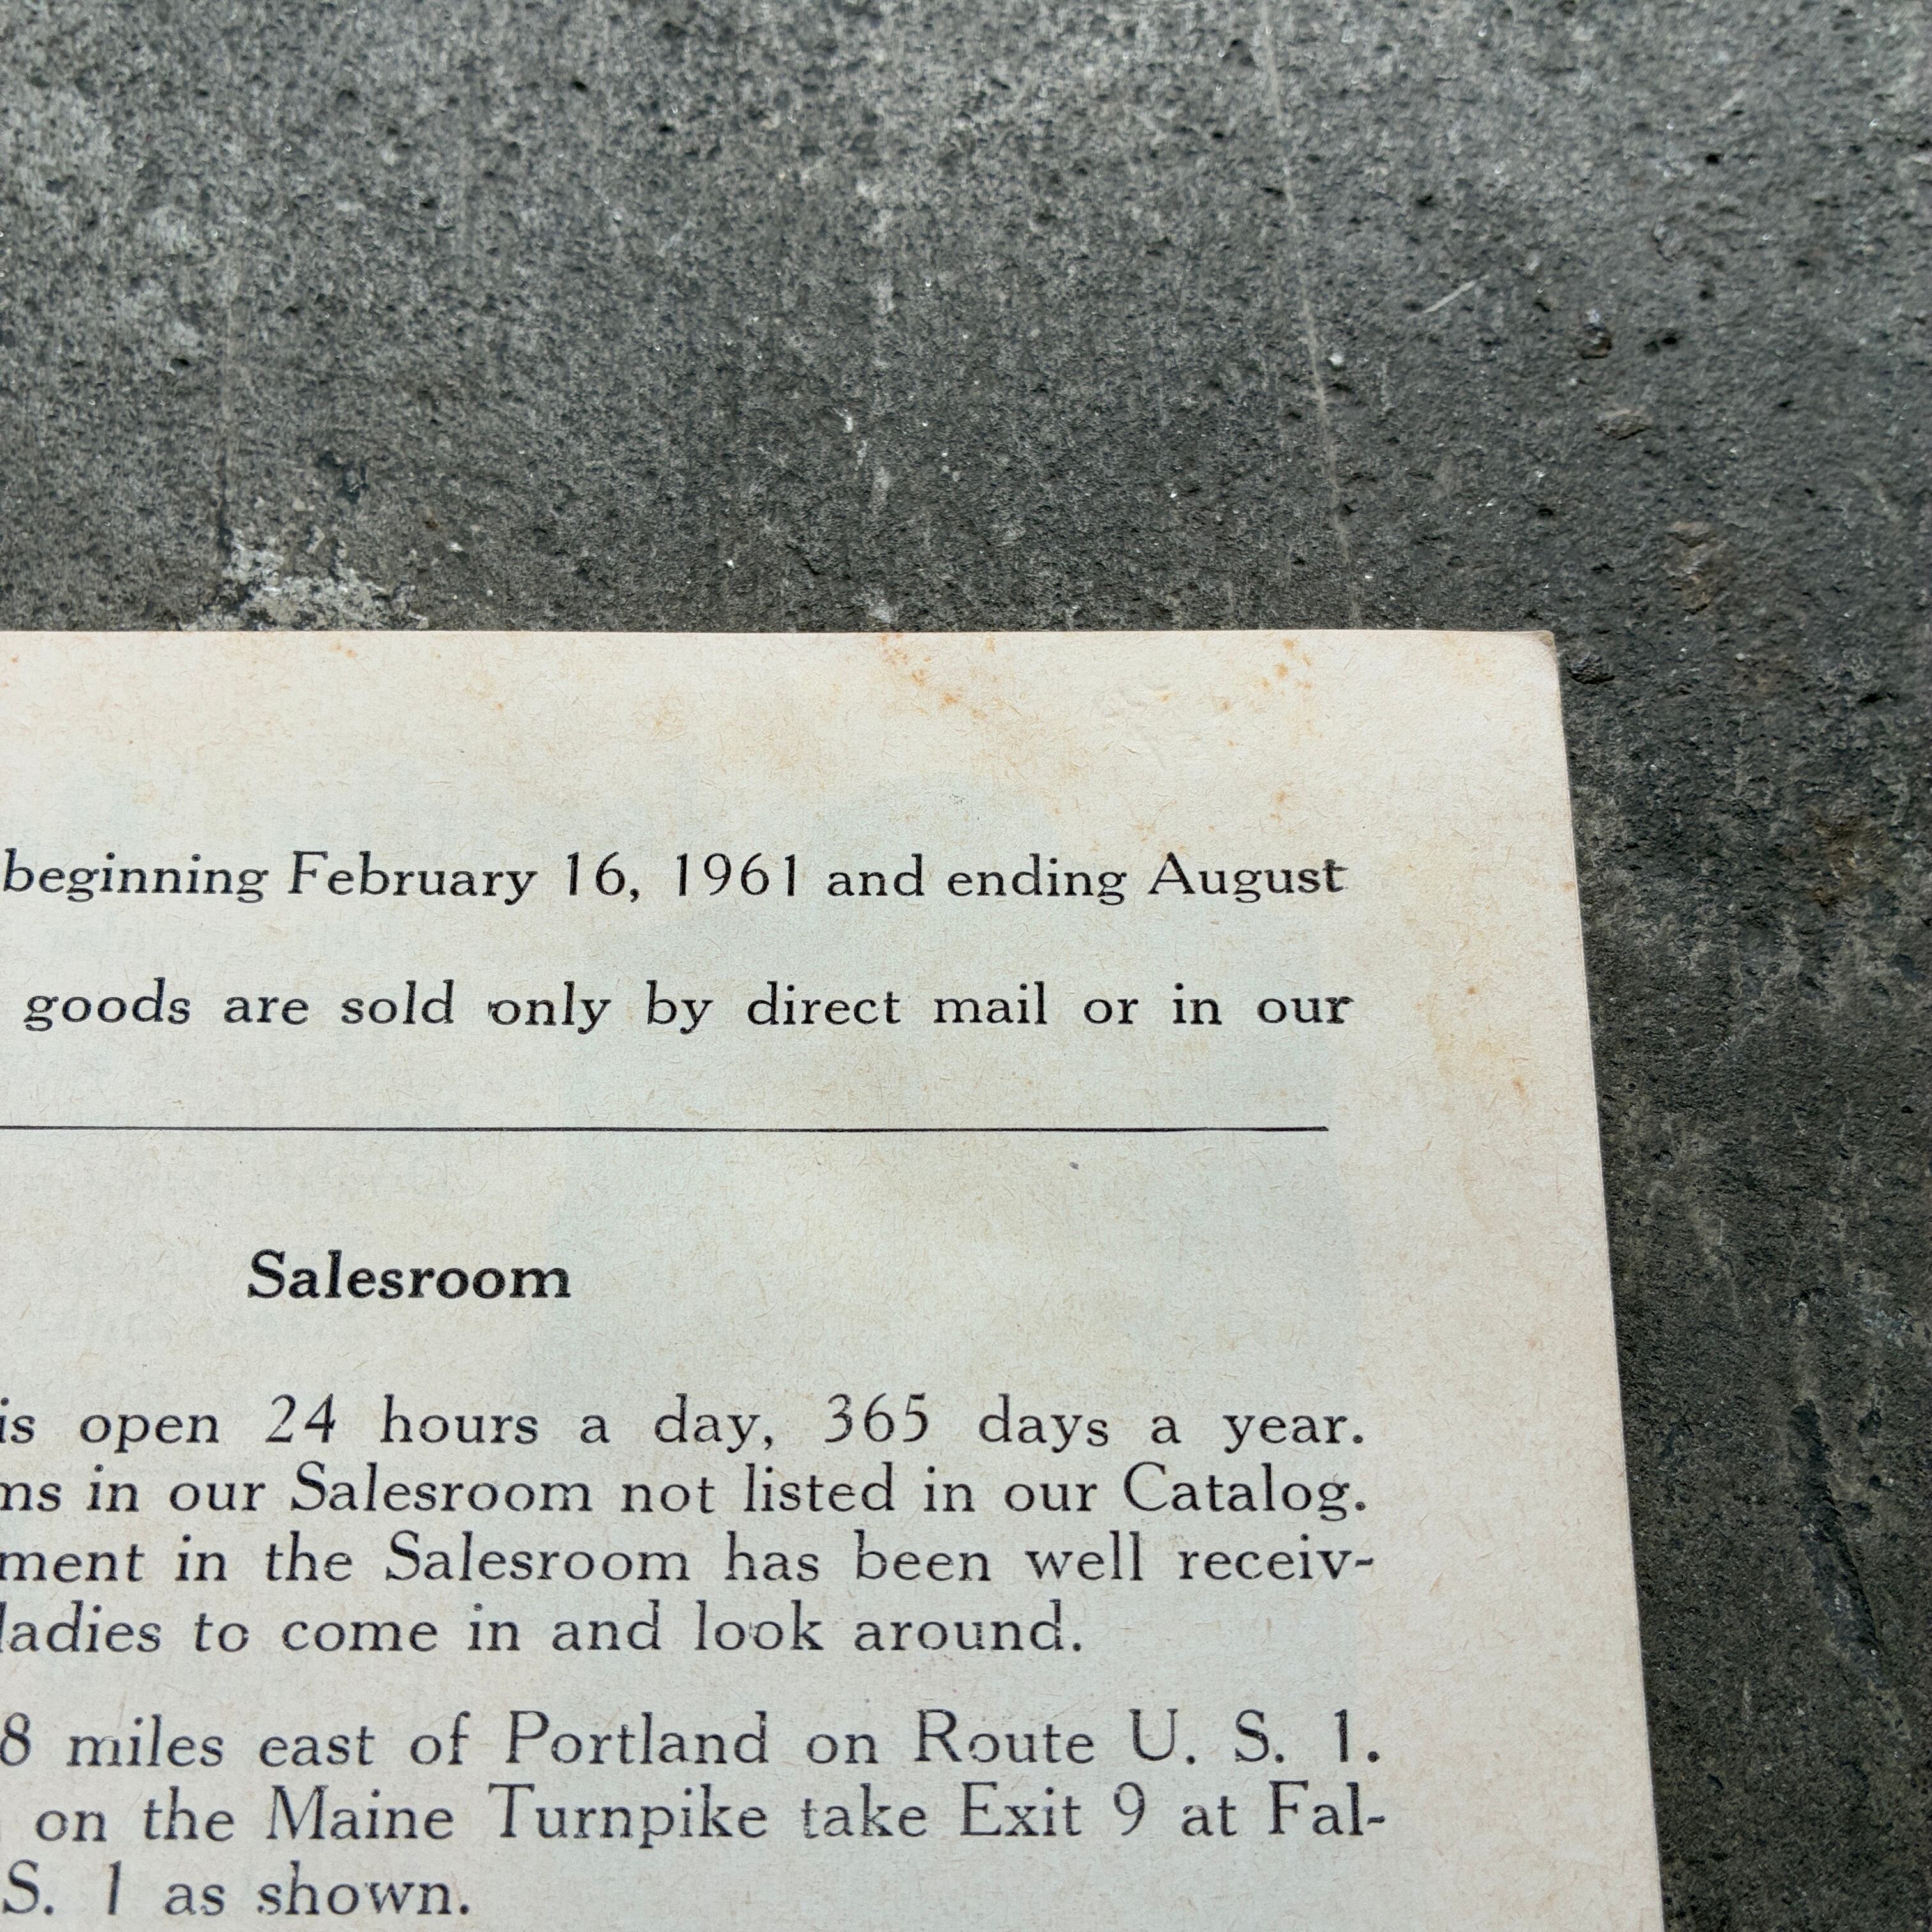 beginning February 16, 1961 and ending August
goods are sold only by direct mail or in our
Salesroom
is open 24 hours a day, 365 days a year.
ms in our Salesroom not listed in our Catalog.
ment in the Salesroom has been well receiv-
ladies to come in and look around.
8 miles east of Portland on Route U. S. 1.
on the Maine Turnpike take Exit 9 at Fal-
S. 1 as shown.